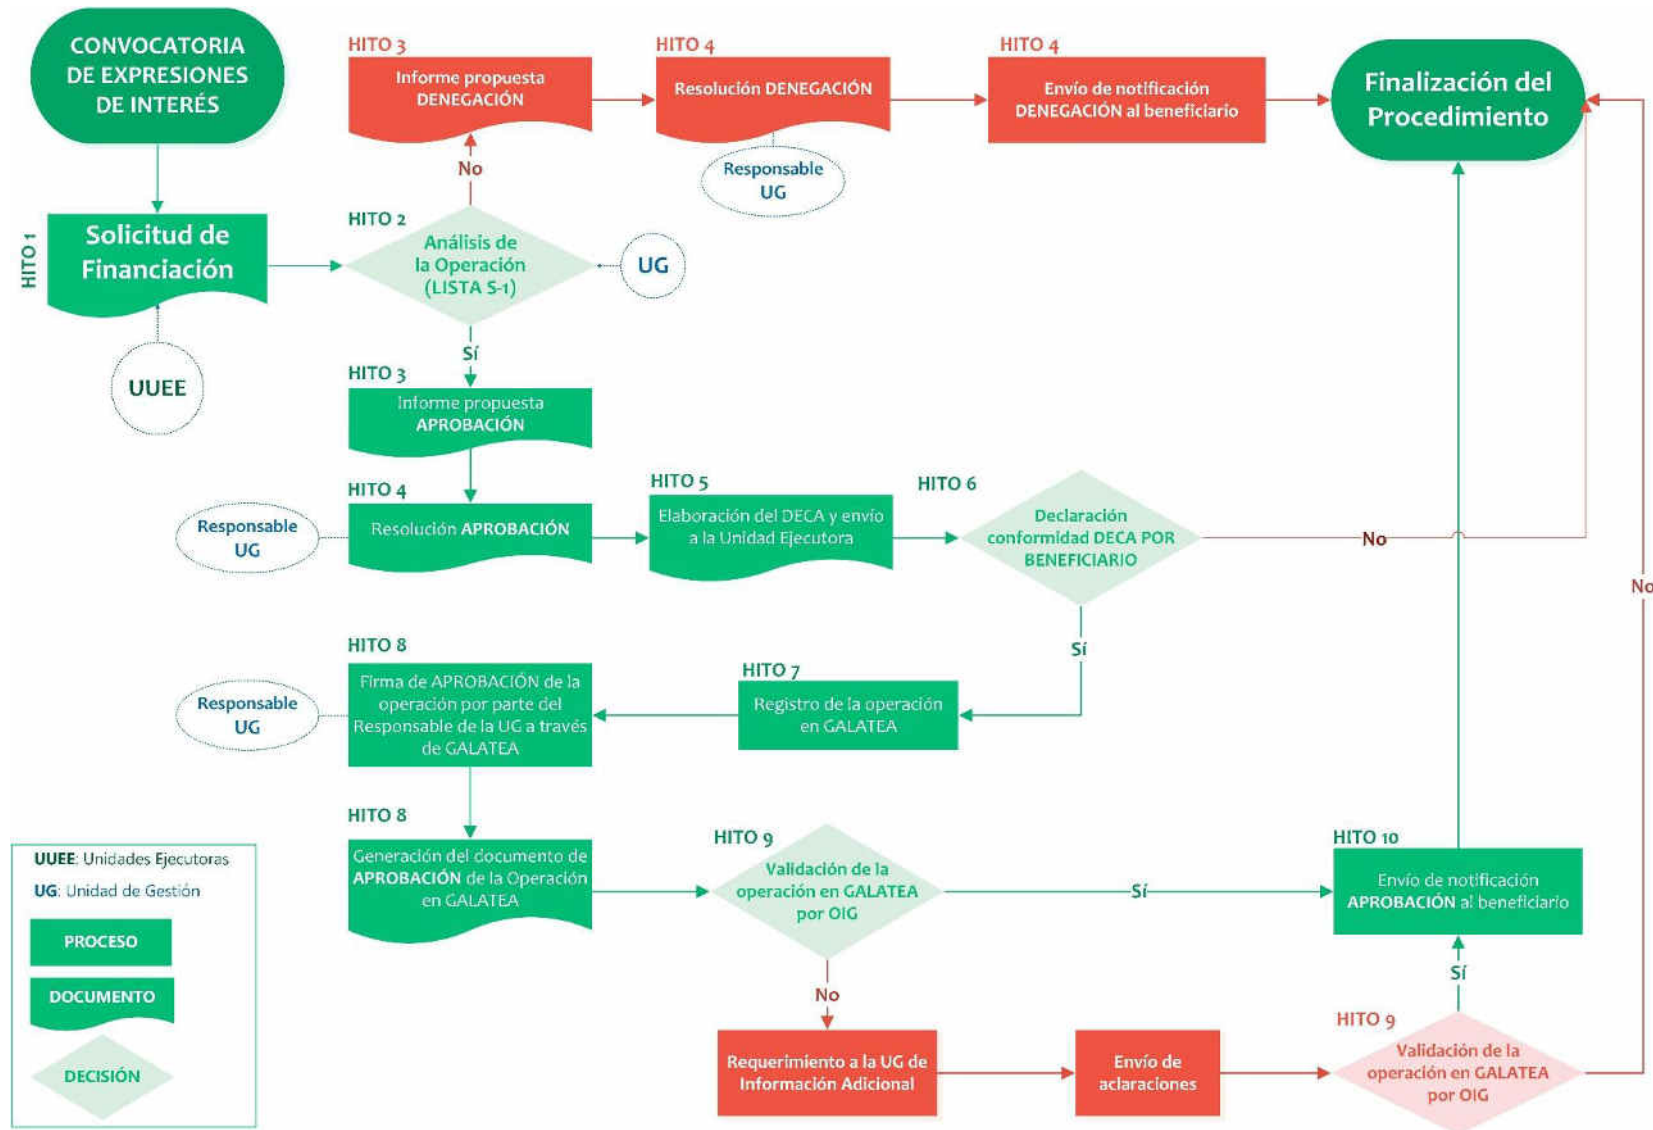 CONVOCATORIA
DE EXPRESIONES
DE INTERÉS
HITO 3
Informe propuesta
DENEGACIÓN
HITO 4
Resolución DENEGACIÓN
HITO 4
Envío de notificación
DENEGACIÓN al beneficiario
Finalización del
Procedimiento
No
Responsable
UG
HITO 1
Solicitud de
Financiación
HITO 2
Análisis de
la Operación
(LISTA S-1)
UG
UUEE
Sí
HITO 3
Informe propuesta
APROBACIÓN
HITO 4
Resolución APROBACIÓN
Responsable
UG
HITO 5
Elaboración del DECA y envío
a la Unidad Ejecutora
HITO 6
Declaración
conformidad DECA POR
BENEFICIARIO
No
No
Sí
HITO 7
Registro de la operación
en GALATEA
HITO 8
Firma de APROBACIÓN de la
operación por parte del
Responsable de la UG a través
de GALATEA
Responsable
UG
HITO 8
Generación del documento de
APROBACIÓN de la Operación
en GALATEA
HITO 9
Validación de la
operación en GALATEA
por OIG
Sí
HITO 10
Envío de notificación
APROBACIÓN al beneficiario
Sí
No
Requerimiento a la UG de
Información Adicional
Envío de
aclaraciones
HITO 9
Validación de la
operación en GALATEA
por OIG
UUEE: Unidades Ejecutoras
UG: Unidad de Gestión
PROCESO
DOCUMENTO
DECISIÓN